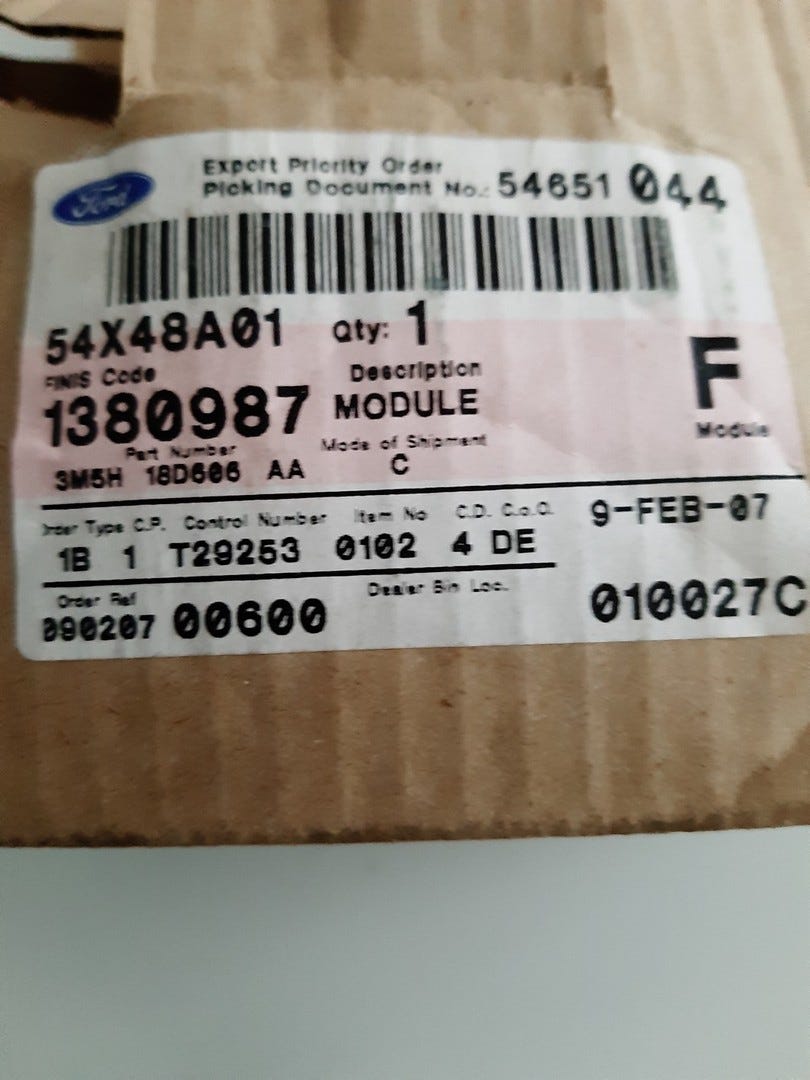 Ford
Export Priority Order
Picking Document No.: 54651 044
54X48A01 Qty: 1
FINIS Code Description
1380987 MODULE F
Part Number Mode of Shipment Module
3M5H 18D606 AA C
Order Type C.P. Control Number Item No C.D. C.o.O. 9-FEB-07
1B 1 T29253 0102 4 DE
Order Ref Dealer Bin Loc.
090207 00600 010027C